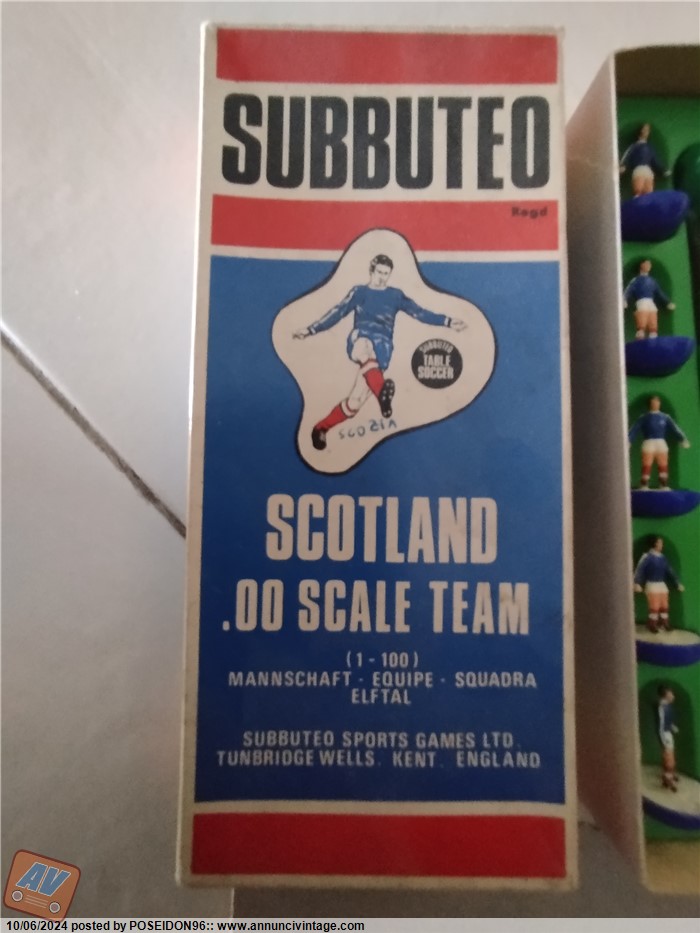 SUBBUTEO
Regd
SUBBUTEO
TABLE
SOCCER
SCOZIA
SCOTLAND
.00 SCALE TEAM
(1-100)
MANNSCHAFT - EQUIPE - SQUADRA
ELFTAL
SUBBUTEO SPORTS GAMES LTD.
TUNBRIDGE WELLS. KENT. ENGLAND
AV
10/06/2024 posted by POSEIDON96:: www.annuncivintage.com